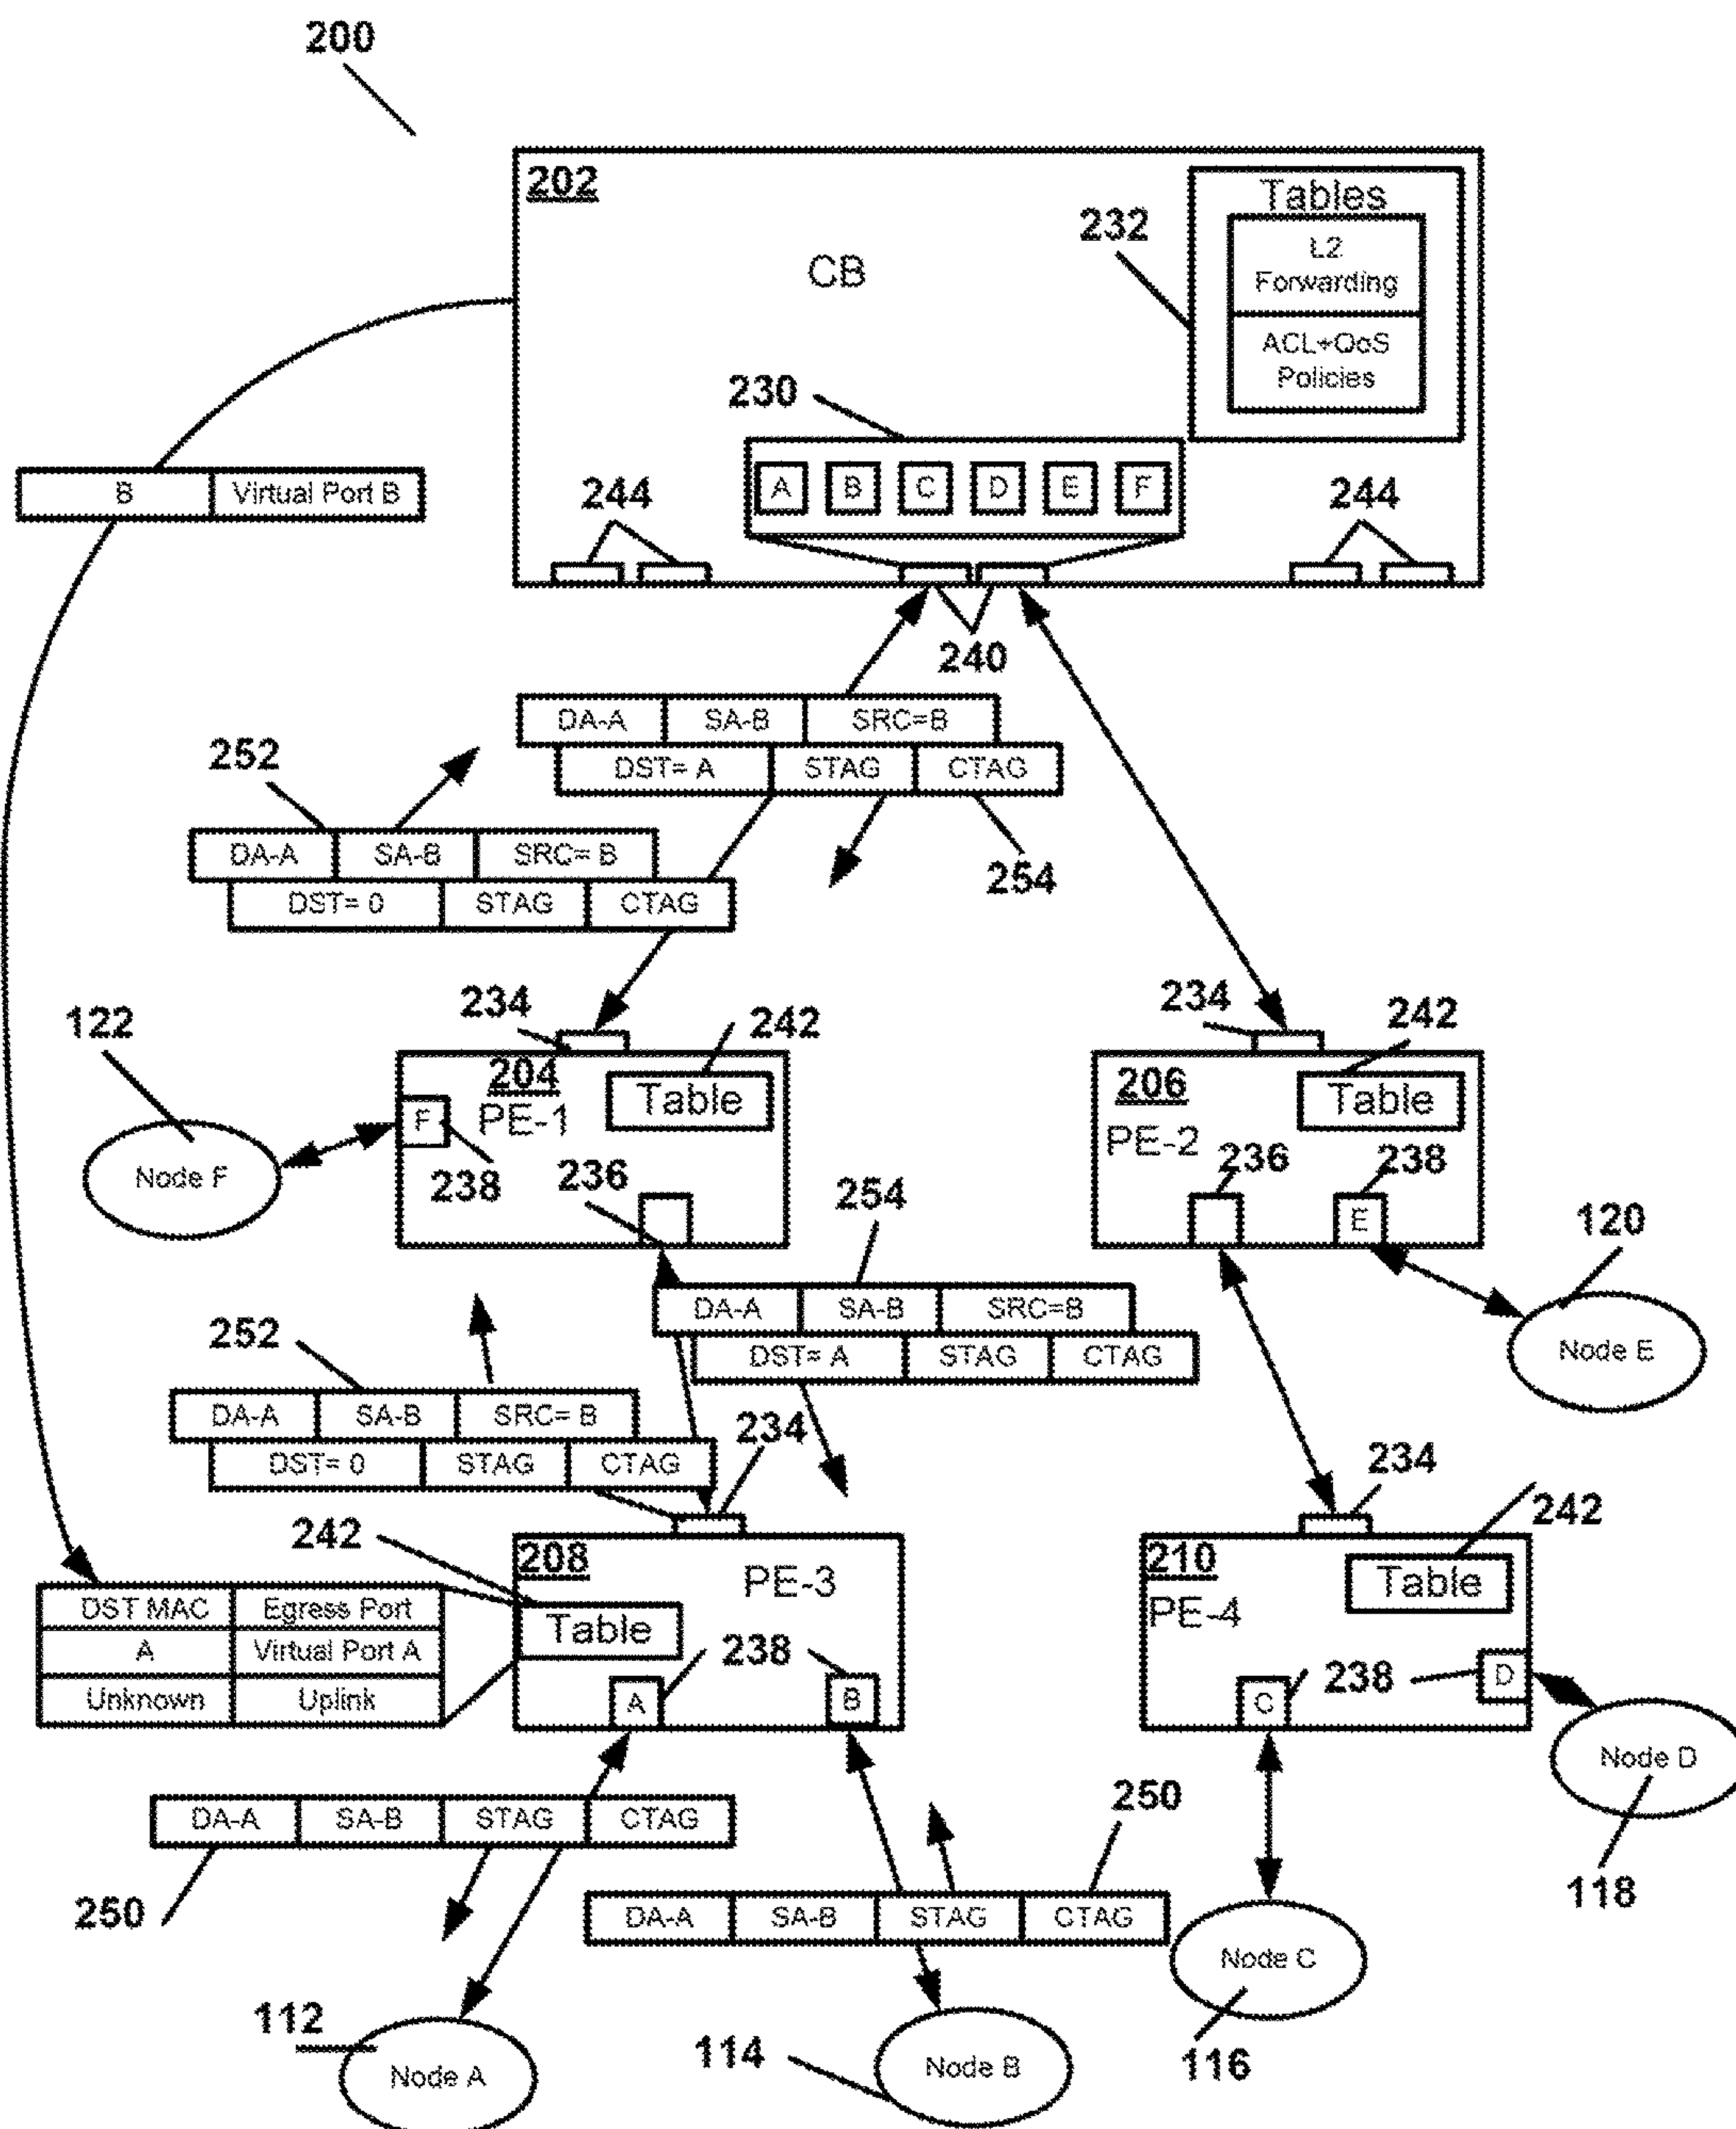 200
202
Tables
232
L2
Forwarding
CB
ACL+QoS
Policies
230
B Virtual Port B
A B C D E F
244
244
240
DA-A SA-B SRC=B
252
DST= A STAG CTAG
DA-A SA-B SRC= B
254
DST= 0 STAG CTAG
234
242
234
242
122
204
Table
206
Table
F
PE-1
PE-2
Node F
238
236
254
236
238
E
120
DA-A SA-B SRC=B
252
DST= A STAG CTAG
Node E
DA-A SA-B SRC= B
234
234
DST= 0 STAG CTAG
242
242
208
PE-3
210
Table
DST MAC Egress Port
PE-4
A Virtual Port A
Table
238
Unknown Uplink
A
B
C
238
D
Node D
250
DA-A SA-B STAG CTAG
118
250
DA-A SA-B STAG CTAG
Node C
112
114
116
Node A
Node B